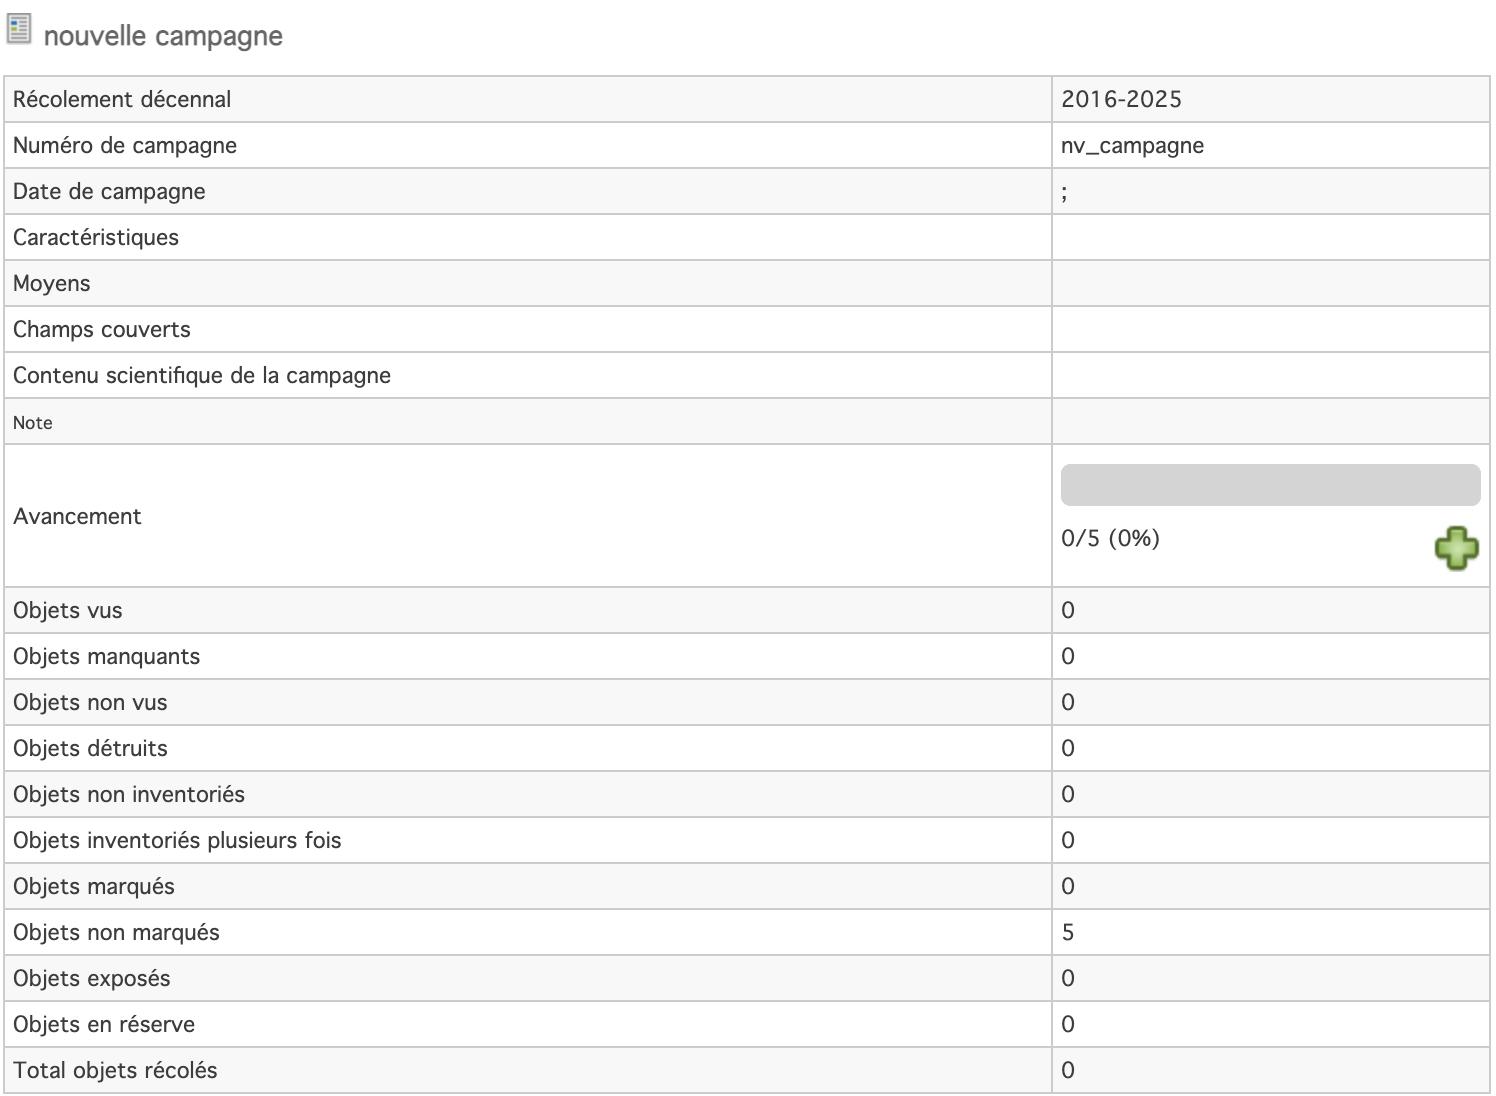 nouvelle campagne
Récolement décennal 2016-2025
Numéro de campagne nv_campagne
Date de campagne ;
Caractéristiques
Moyens
Champs couverts
Contenu scientifique de la campagne
Note
Avancement 0/5 (0%)
Objets vus 0
Objets manquants 0
Objets non vus 0
Objets détruits 0
Objets non inventoriés 0
Objets inventoriés plusieurs fois 0
Objets marqués 0
Objets non marqués 5
Objets exposés 0
Objets en réserve 0
Total objets récolés 0